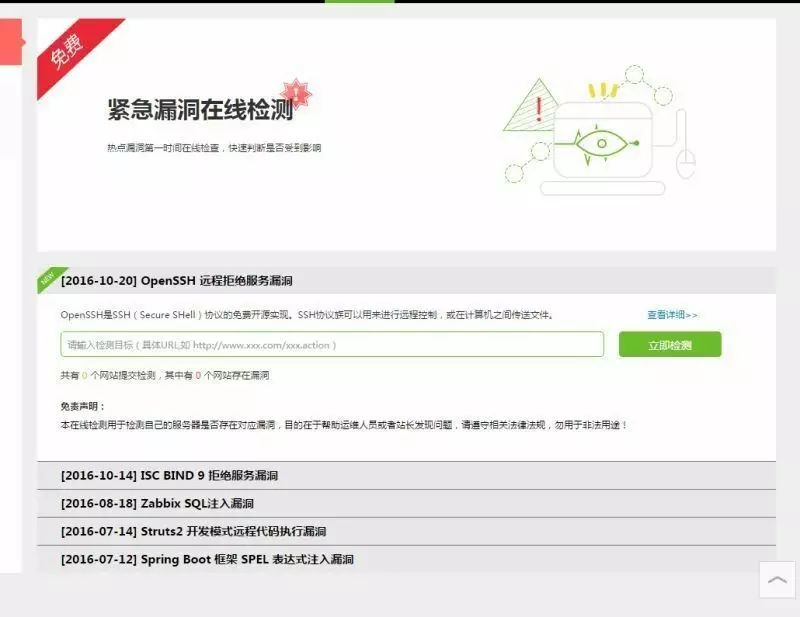 免费
紧急漏洞在线检测
热点漏洞第一时间在线检查，快速判断是否受到影响
NEW
[2016-10-20] OpenSSH 远程拒绝服务漏洞
OpenSSH是SSH（Secure SHell）协议的免费开源实现。SSH协议族可以用来进行远程控制，或在计算机之间传送文件。 查看详细>>
请输入检测目标（具体URL,如 http://www.xxx.com/xxx.action ） 立即检测
共有 0 个网站提交检测，其中有 0 个网站存在漏洞
免责声明：
本在线检测用于检测自己的服务器是否存在对应漏洞，目的在于帮助运维人员或者站长发现问题，请遵守相关法律法规，勿用于非法用途！
[2016-10-14] ISC BIND 9 拒绝服务漏洞
[2016-08-18] Zabbix SQL注入漏洞
[2016-07-14] Struts2 开发模式远程代码执行漏洞
[2016-07-12] Spring Boot 框架 SPEL 表达式注入漏洞